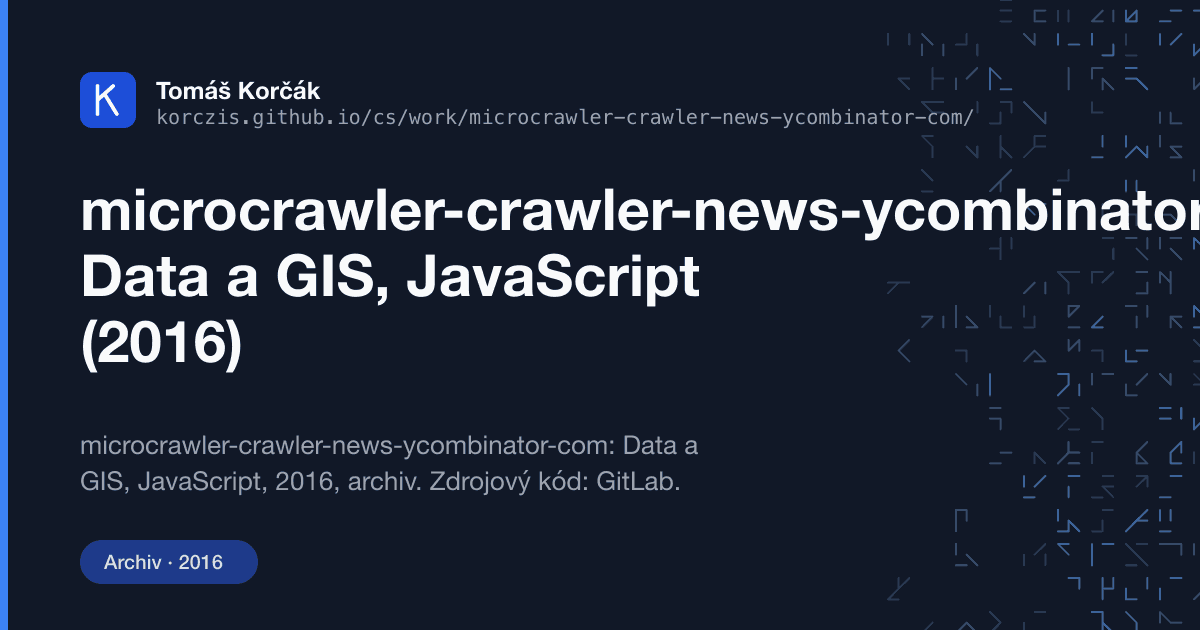 K
Tomáš Korčák
korczis.github.io/cs/work/microcrawler-crawler-news-ycombinator-com/
microcrawler-crawler-news-ycombinator
Data a GIS, JavaScript
(2016)
microcrawler-crawler-news-ycombinator-com: Data a
GIS, JavaScript, 2016, archiv. Zdrojový kód: GitLab.
Archiv · 2016